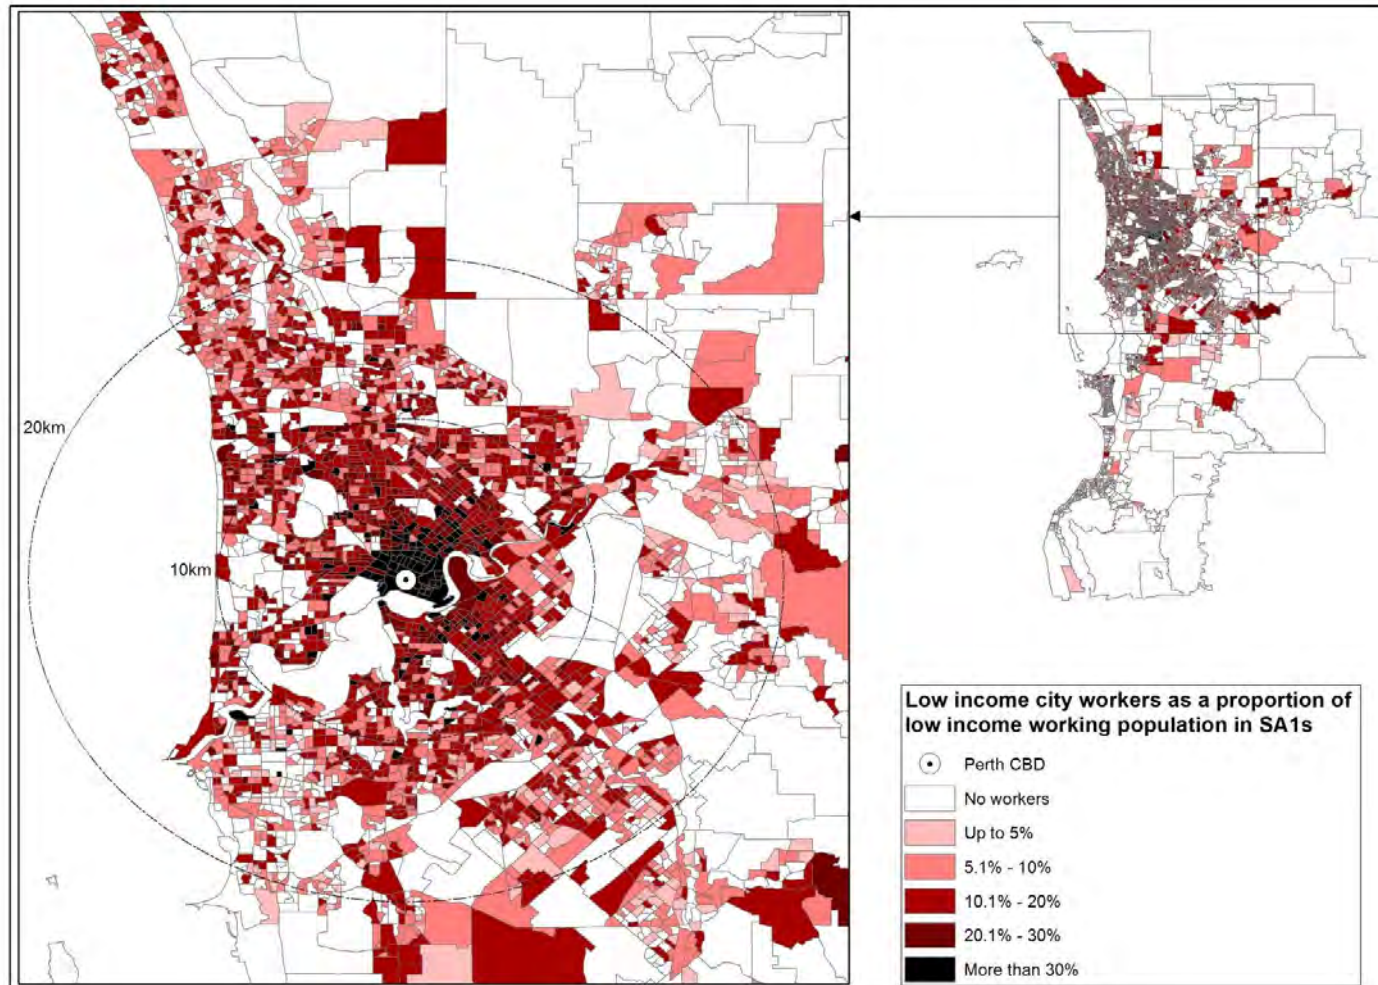 20km
10km
Low income city workers as a proportion of
low income working population in SA1s
Perth CBD
No workers
Up to 5%
5.1% - 10%
10.1% - 20%
20.1% - 30%
More than 30%